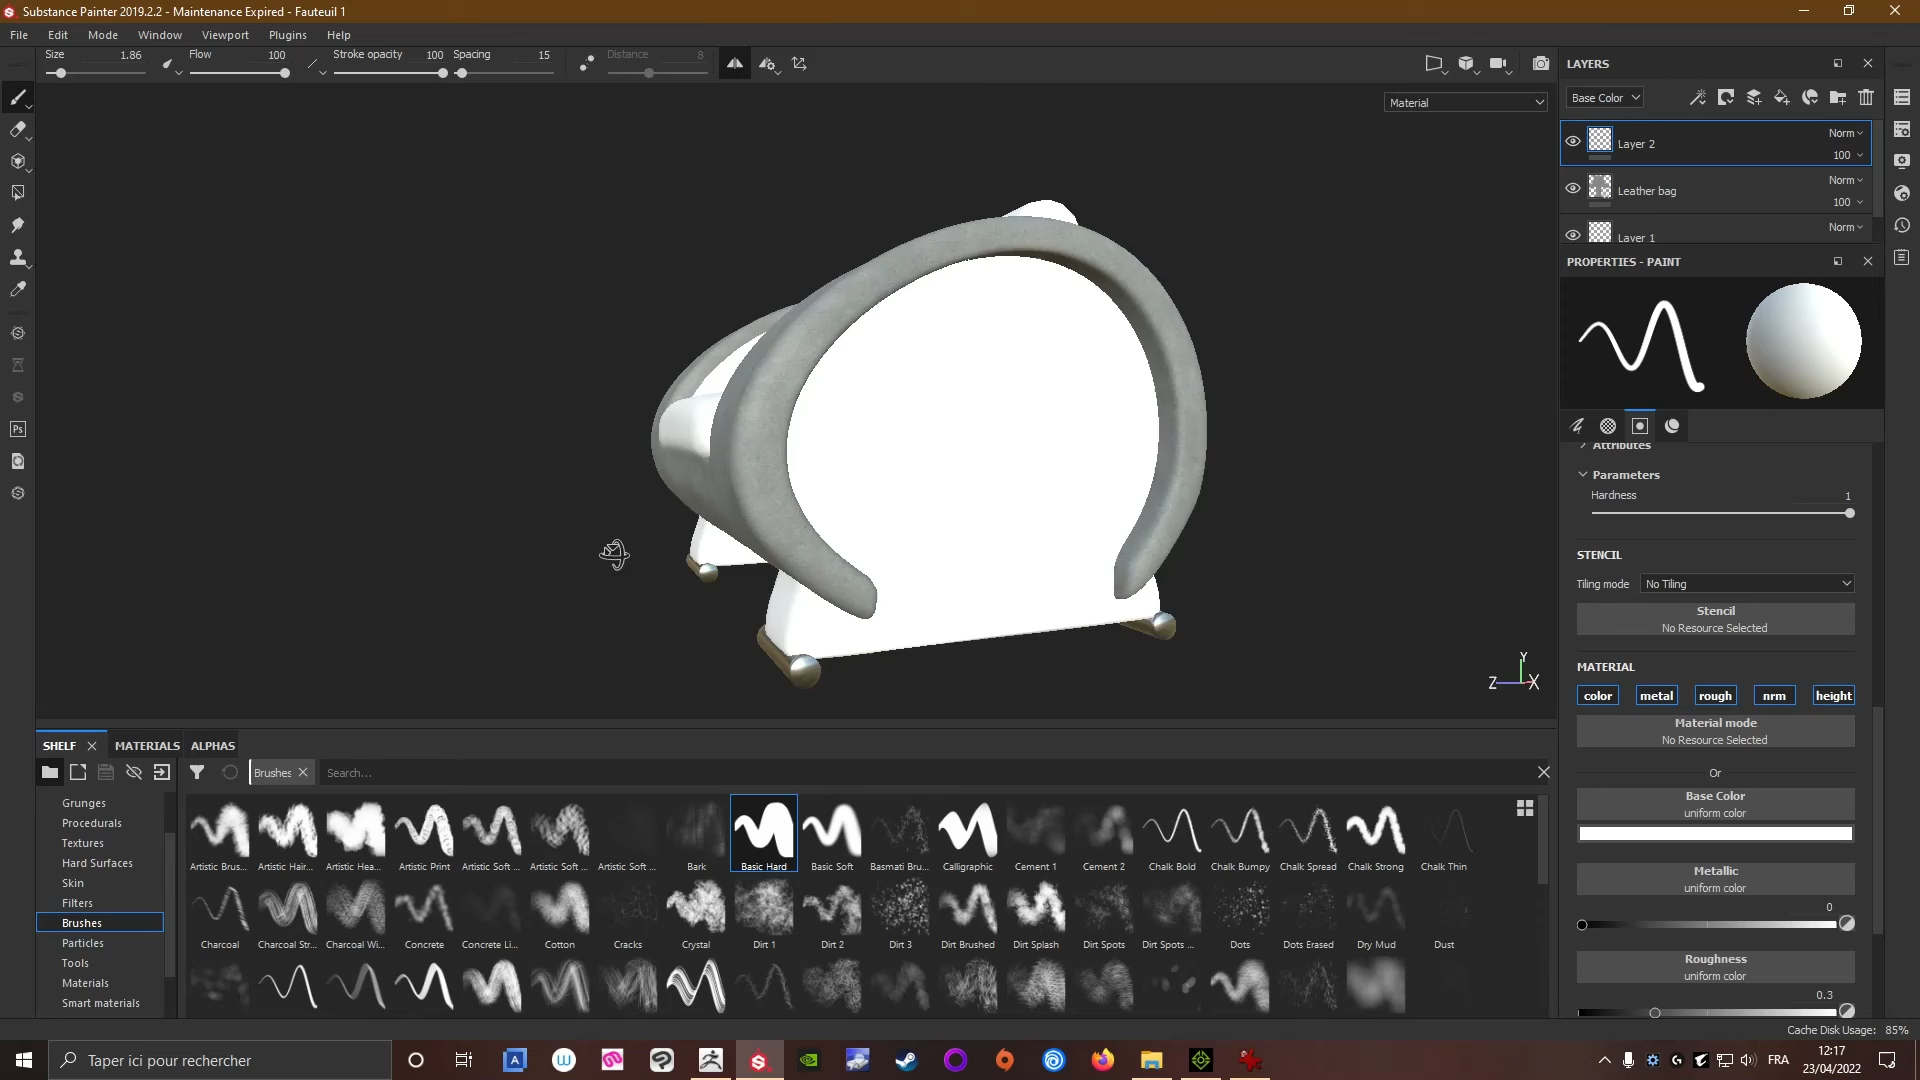 Substance Painter 2019.2.2 - Maintenance Expired - Fauteuil 1
File Edit Mode Window Viewport Plugins Help
Size 1.86 Flow 100 Stroke opacity 100 Spacing 15 Distance 8
Material
LAYERS
Base Color
Layer 2 Norm 100
Leather bag Norm 100
Layer 1 Norm
PROPERTIES - PAINT
Attributes
Parameters
Hardness 1
STENCIL
Tiling mode No Tiling
Stencil
No Resource Selected
MATERIAL
color metal rough nrm height
Material mode
No Resource Selected
Or
Base Color
uniform color
Metallic
uniform color
0
Roughness
uniform color
0.3
Y
Z X
SHELF MATERIALS ALPHAS
Brushes Search...
Grunges
Procedurals
Textures
Hard Surfaces
Skin
Filters
Brushes
Particles
Tools
Materials
Smart materials
Artistic Brus... Artistic Hair... Artistic Hea... Artistic Print Artistic Soft ... Artistic Soft ... Artistic Soft ... Bark Basic Hard Basic Soft Basmati Bru... Calligraphic Cement 1 Cement 2 Chalk Bold Chalk Bumpy Chalk Spread Chalk Strong Chalk Thin
Charcoal Charcoal Str... Charcoal Wi... Concrete Concrete Li... Cotton Cracks Crystal Dirt 1 Dirt 2 Dirt 3 Dirt Brushed Dirt Splash Dirt Spots Dirt Spots ... Dots Dots Erased Dry Mud Dust
Cache Disk Usage: 85%
Ps
Taper ici pour rechercher
FRA
12:17
23/04/2022